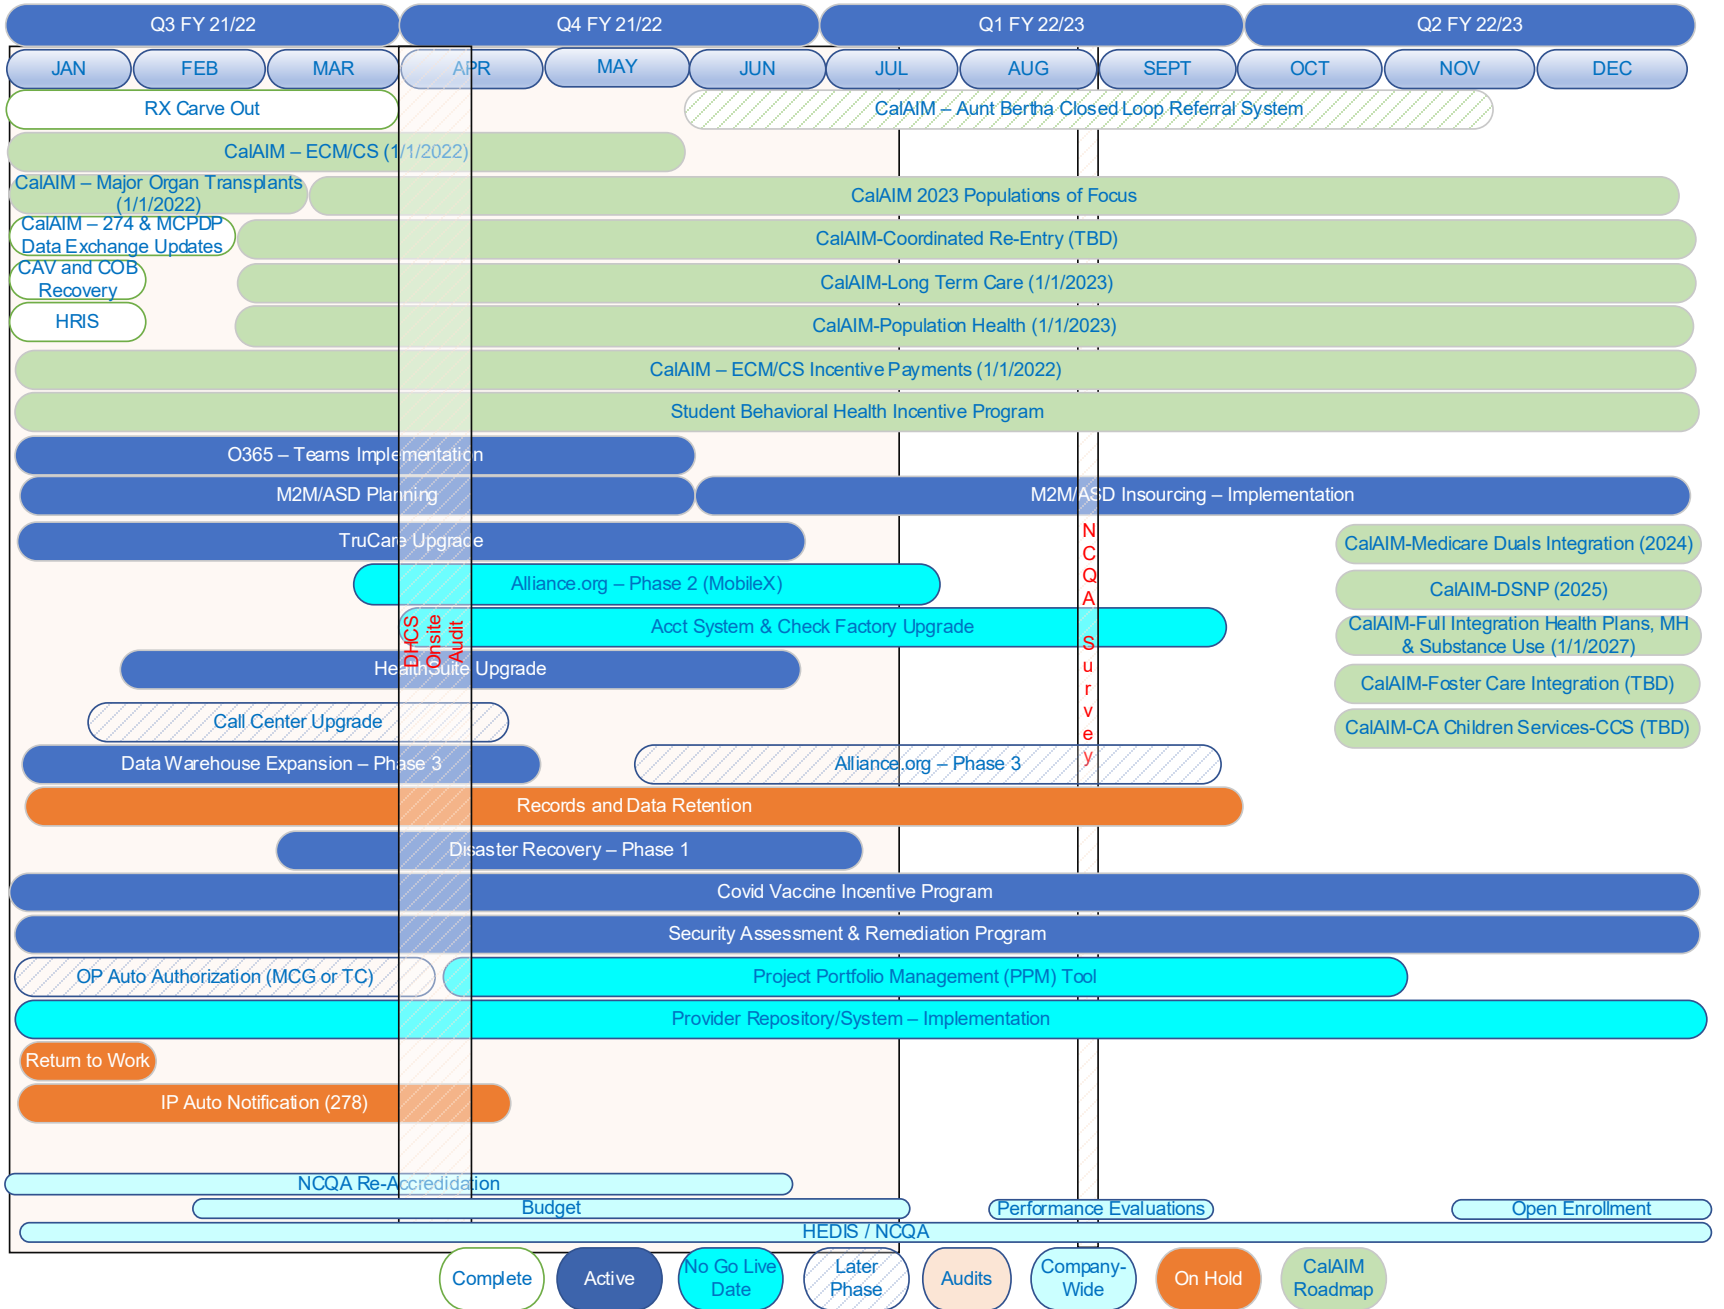 Q3 FY 21/22
Q4 FY 21/22
Q1 FY 22/23
Q2 FY 22/23
JAN
FEB
MAR
APR
MAY
JUN
JUL
AUG
SEPT
OCT
NOV
DEC
RX Carve Out
CalAIM – Aunt Bertha Closed Loop Referral System
CalAIM – ECM/CS (1/1/2022)
CalAIM – Major Organ Transplants
(1/1/2022)
CalAIM 2023 Populations of Focus
CalAIM – 274 & MCPDP
Data Exchange Updates
CalAIM-Coordinated Re-Entry (TBD)
CAV and COB
Recovery
CalAIM-Long Term Care (1/1/2023)
HRIS
CalAIM-Population Health (1/1/2023)
CalAIM – ECM/CS Incentive Payments (1/1/2022)
Student Behavioral Health Incentive Program
O365 – Teams Implementation
M2M/ASD Planning
M2M/ASD Insourcing – Implementation
TruCare Upgrade
NCQA Survey
CalAIM-Medicare Duals Integration (2024)
Alliance.org – Phase 2 (MobileX)
CalAIM-DSNP (2025)
DHCS
Onsite
Audit
Acct System & Check Factory Upgrade
CalAIM-Full Integration Health Plans, MH
& Substance Use (1/1/2027)
HealthSuite Upgrade
CalAIM-Foster Care Integration (TBD)
Call Center Upgrade
CalAIM-CA Children Services-CCS (TBD)
Data Warehouse Expansion – Phase 3
Alliance.org – Phase 3
Records and Data Retention
Disaster Recovery – Phase 1
Covid Vaccine Incentive Program
Security Assessment & Remediation Program
OP Auto Authorization (MCG or TC)
Project Portfolio Management (PPM) Tool
Provider Repository/System – Implementation
Return to Work
IP Auto Notification (278)
NCQA Re-Accredidation
Budget
Performance Evaluations
Open Enrollment
HEDIS / NCQA
Complete
Active
No Go Live
Date
Later
Phase
Audits
Company-
Wide
On Hold
CalAIM
Roadmap